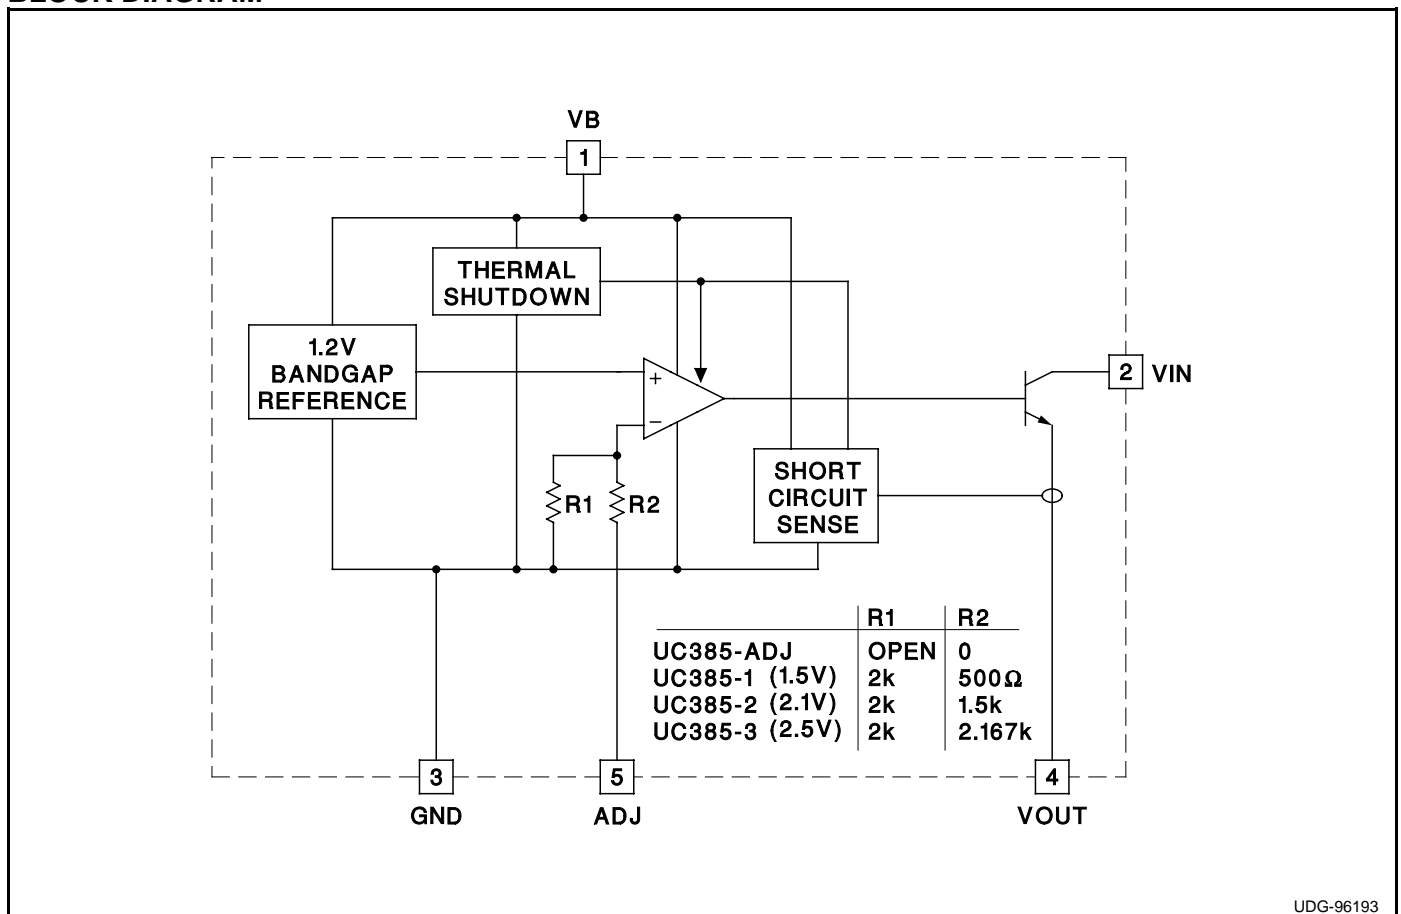 BLOCK DIAGRAM
VB
1
THERMAL
SHUTDOWN
1.2V
BANDGAP
REFERENCE
+
−
2 VIN
R1 R2
SHORT
CIRCUIT
SENSE
R1 R2
UC385-ADJ OPEN 0
UC385-1 (1.5V) 2k 500Ω
UC385-2 (2.1V) 2k 1.5k
UC385-3 (2.5V) 2k 2.167k
3 5 4
GND ADJ VOUT
UDG-96193